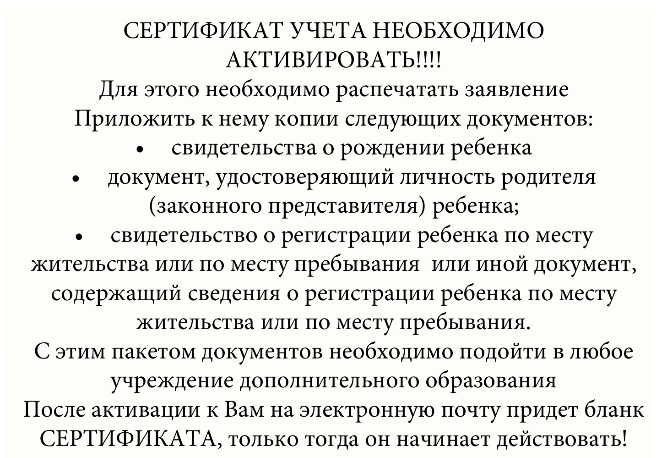 СЕРТИФИКАТ УЧЕТА НЕОБХОДИМО
АКТИВИРОВАТЬ!!!!
Для этого необходимо распечатать заявление
Приложить к нему копии следующих документов:
• свидетельства о рождении ребенка
• документ, удостоверяющий личность родителя
(законного представителя) ребенка;
• свидетельство о регистрации ребенка по месту
жительства или по месту пребывания или иной документ,
содержащий сведения о регистрации ребенка по месту
жительства или по месту пребывания.
С этим пакетом документов необходимо подойти в любое
учреждение дополнительного образования
После активации к Вам на электронную почту придет бланк
СЕРТИФИКАТА, только тогда он начинает действовать!